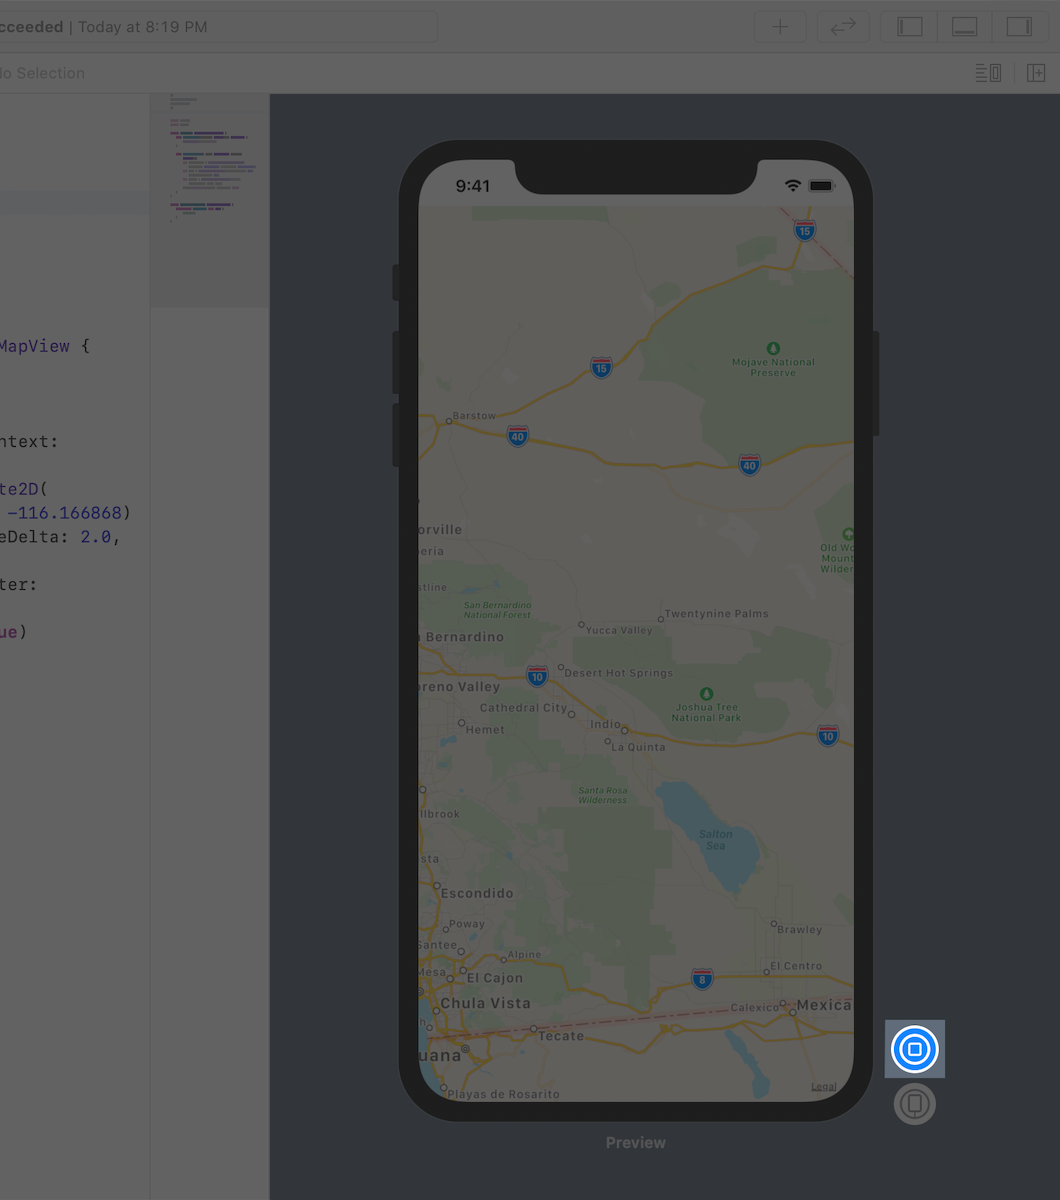 cceeded | Today at 8:19 PM
No Selection
MapView {
ntext:
te2D(
-116.166868)
eDelta: 2.0,
ter:
ue)
9:41
15
Mojave National
Preserve
15
Barstow
40
40
orville
eria
Old Wo
Mount
Wilder
stline
San Bernardino
National Forest
Twentynine Palms
Yucca Valley
Bernardino
10
Desert Hot Springs
reno Valley
Joshua Tree
National Park
Cathedral City
Indio
Hemet
10
La Quinta
Santa Rosa
Wilderness
llbrook
Salton
Sea
sta
Escondido
Poway
Brawley
Santee
Alpine
El Centro
Mesa
El Cajon
8
Chula Vista
Calexico
Mexica
h
Tecate
uana
Legal
Playas de Rosarito
Preview